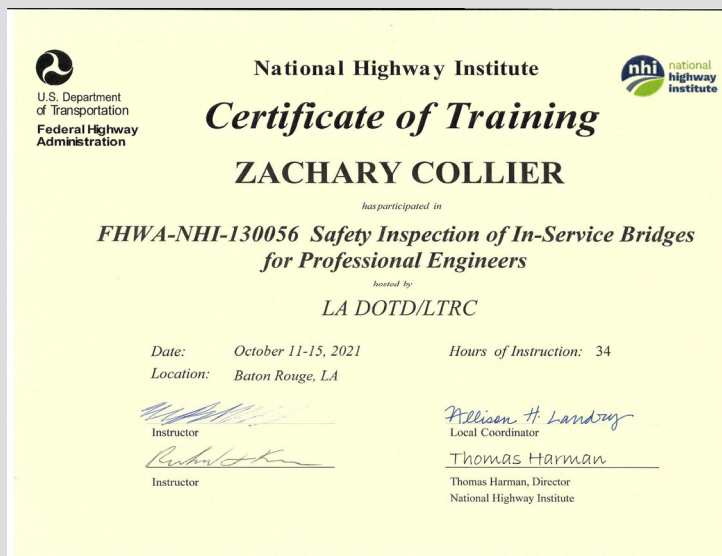 National Highway Institute
nhi national
highway
institute
U.S. Department
of Transportation
Federal Highway
Administration
Certificate of Training
ZACHARY COLLIER
has participated in
FHWA-NHI-130056 Safety Inspection of In-Service Bridges
for Professional Engineers
hosted by
LA DOTD/LTRC
Date: October 11-15, 2021 Hours of Instruction: 34
Location: Baton Rouge, LA
Allison H. Landry
Instructor Local Coordinator
Thomas Harman
Instructor Thomas Harman, Director
National Highway Institute